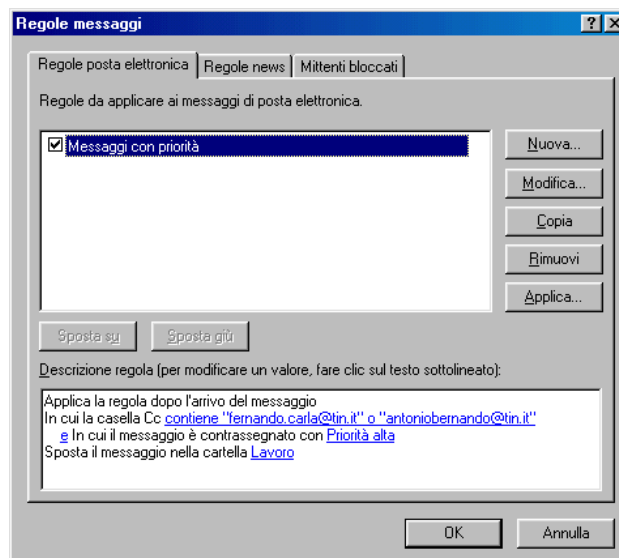 Regole messaggi
Regole posta elettronica
Regole news
Mittenti bloccati
Regole da applicare ai messaggi di posta elettronica.
Messaggi con priorità
Nuova...
Modifica...
Copia
Rimuovi
Applica...
Sposta su
Sposta giù
Descrizione regola (per modificare un valore, fare clic sul testo sottolineato):
Applica la regola dopo l'arrivo del messaggio
In cui la casella Cc contiene "fernando.carla@tin.it" o "antoniobernando@tin.it"
e In cui il messaggio è contrassegnato con Priorità alta
Sposta il messaggio nella cartella Lavoro
OK
Annulla